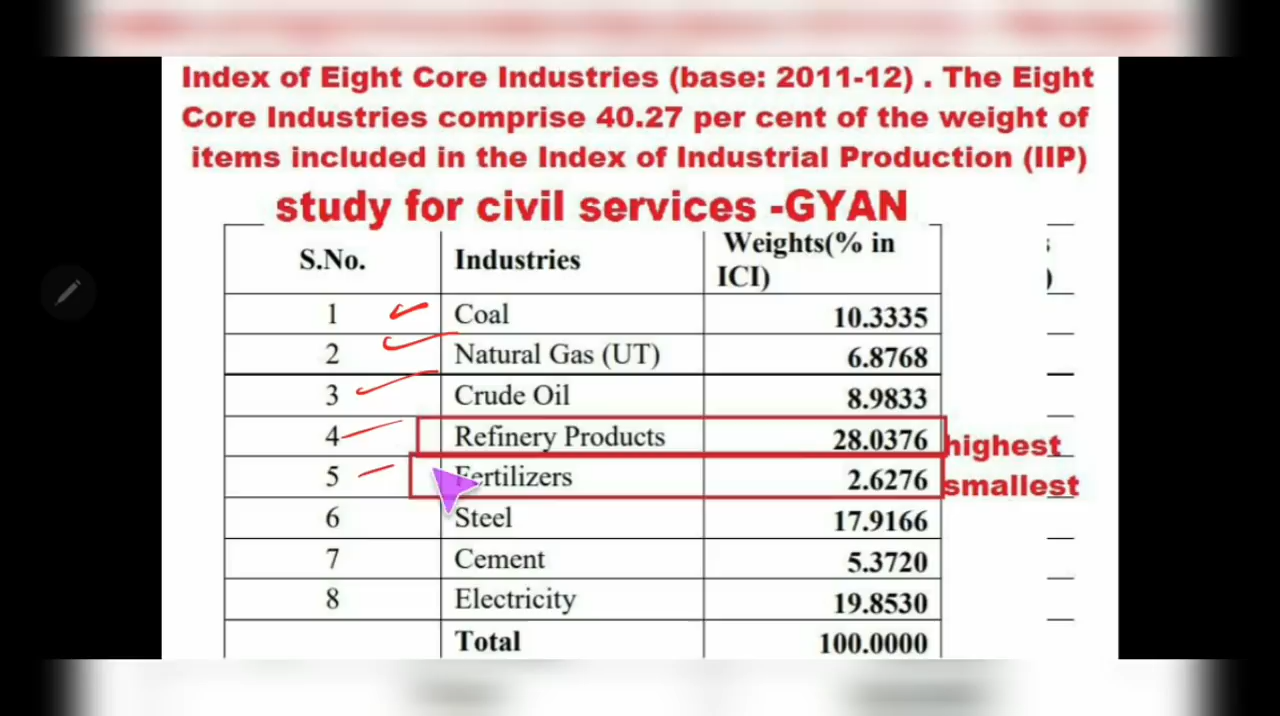 Index of Eight Core Industries (base: 2011-12) . The Eight
Core Industries comprise 40.27 per cent of the weight of
items included in the Index of Industrial Production (IIP)
study for civil services -GYAN
S.No. Industries Weights(% in
ICI)
1 Coal 10.3335
2 Natural Gas (UT) 6.8768
3 Crude Oil 8.9833
4 Refinery Products 28.0376 highest
5 Fertilizers 2.6276 smallest
6 Steel 17.9166
7 Cement 5.3720
8 Electricity 19.8530
Total 100.0000